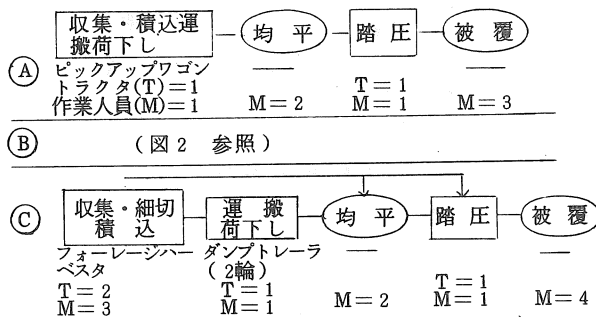 収集・積込運
搬荷下し
均平
踏圧
被覆
Ⓐ
ピックアップワゴン
トラクタ(T)=1
作業人員(M)=1
M=2
T=1
M=1
M=3
Ⓑ
(図2 参照)
Ⓒ
収集・細切
積込
運搬
荷下し
均平
踏圧
被覆
フォーレージハー
ベスタ
T=2
M=3
ダンプトレーラ
(2輪)
T=1
M=1
M=2
T=1
M=1
M=4